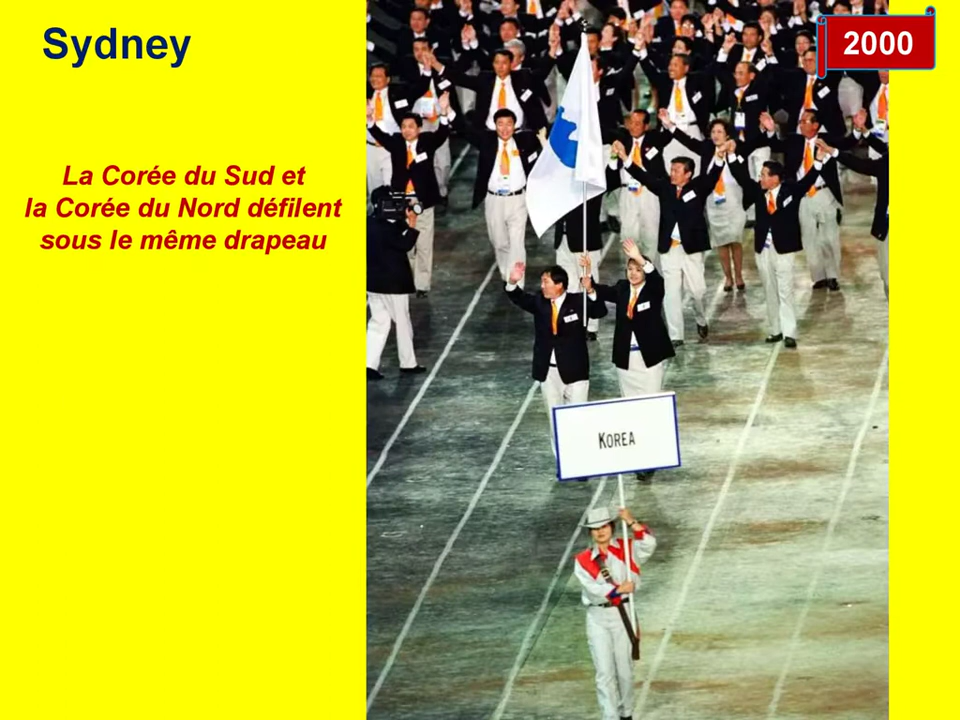 Sydney
2000
La Corée du Sud et
la Corée du Nord défilent
sous le même drapeau
KOREA